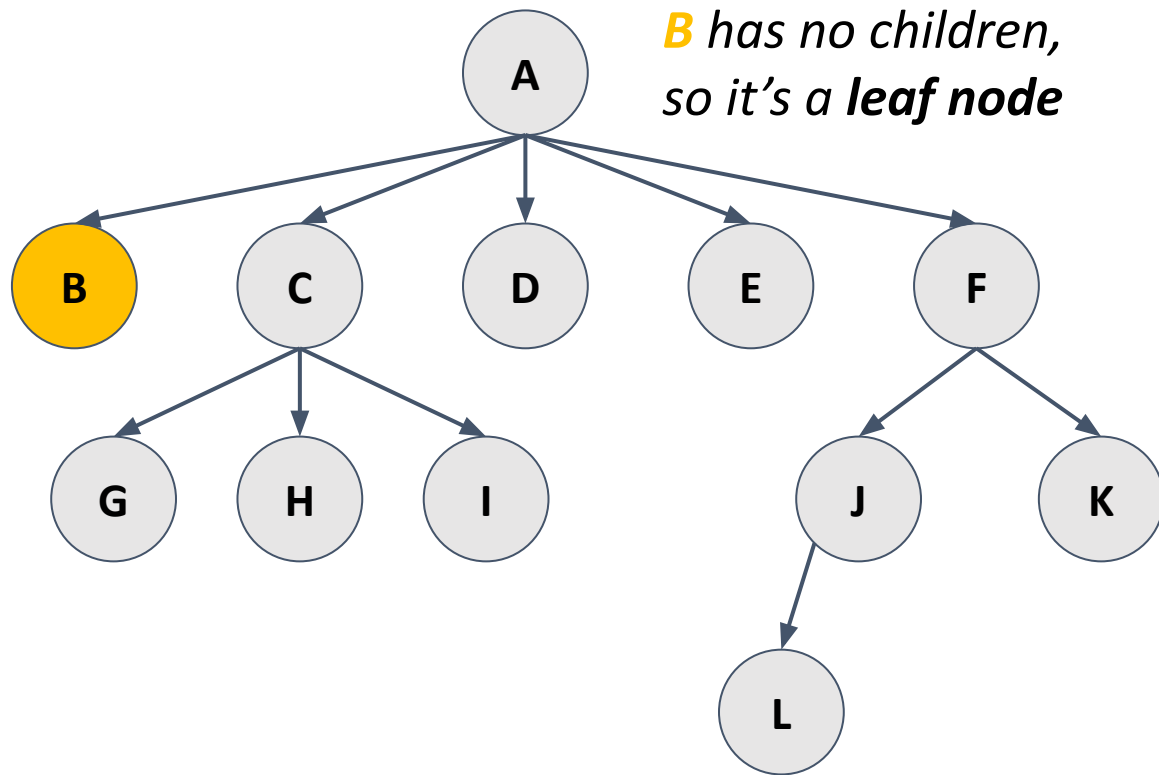 B has no children,
so it’s a leaf node
A
B C D E F
G H I J K
L